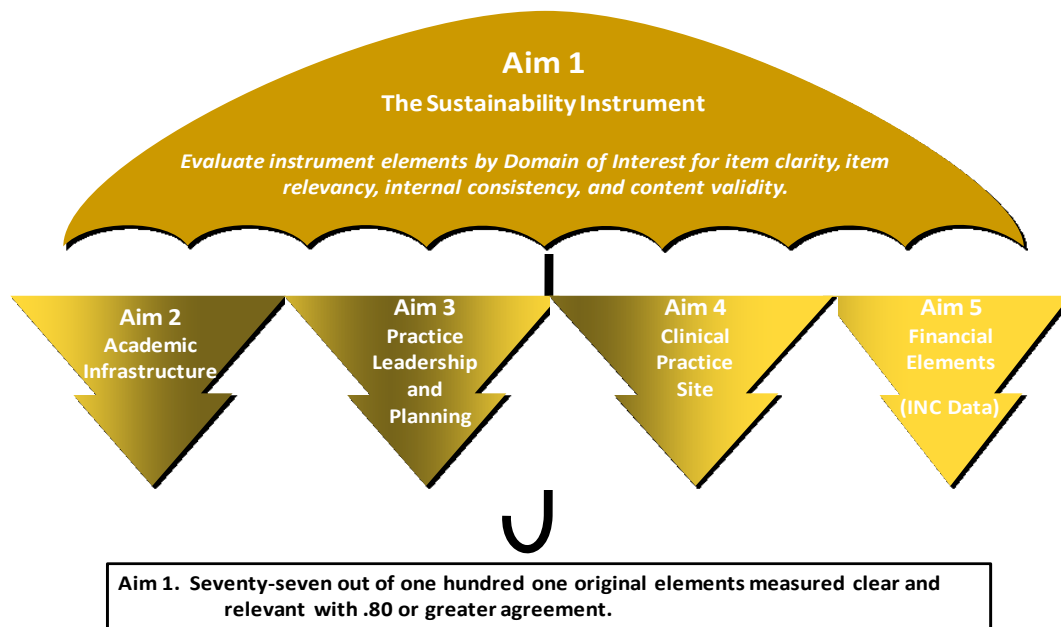 Aim 1
The Sustainability Instrument
Evaluate instrument elements by Domain of Interest for item clarity, item
relevancy, internal consistency, and content validity.
Aim 2
Academic
Infrastructure
Aim 3
Practice
Leadership
and
Planning
Aim 4
Clinical
Practice
Site
Aim 5
Financial
Elements
(INC Data)
Aim 1. Seventy-seven out of one hundred one original elements measured clear and
relevant with .80 or greater agreement.